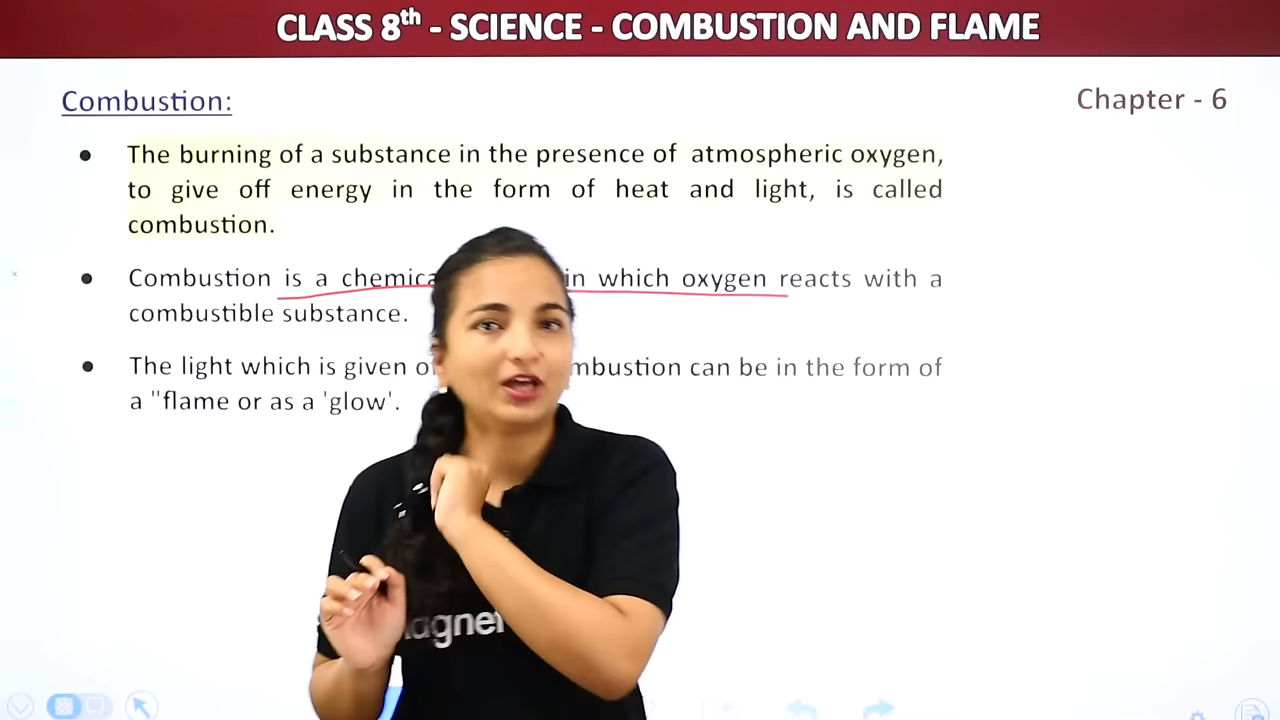 CLASS 8th - SCIENCE - COMBUSTION AND FLAME
Combustion:
Chapter - 6
• The burning of a substance in the presence of atmospheric oxygen,
to give off energy in the form of heat and light, is called
combustion.
• Combustion is a in which oxygen reacts with a
combustible substance.
• The light which is given can be in the form of
a "flame or as a 'glow'.